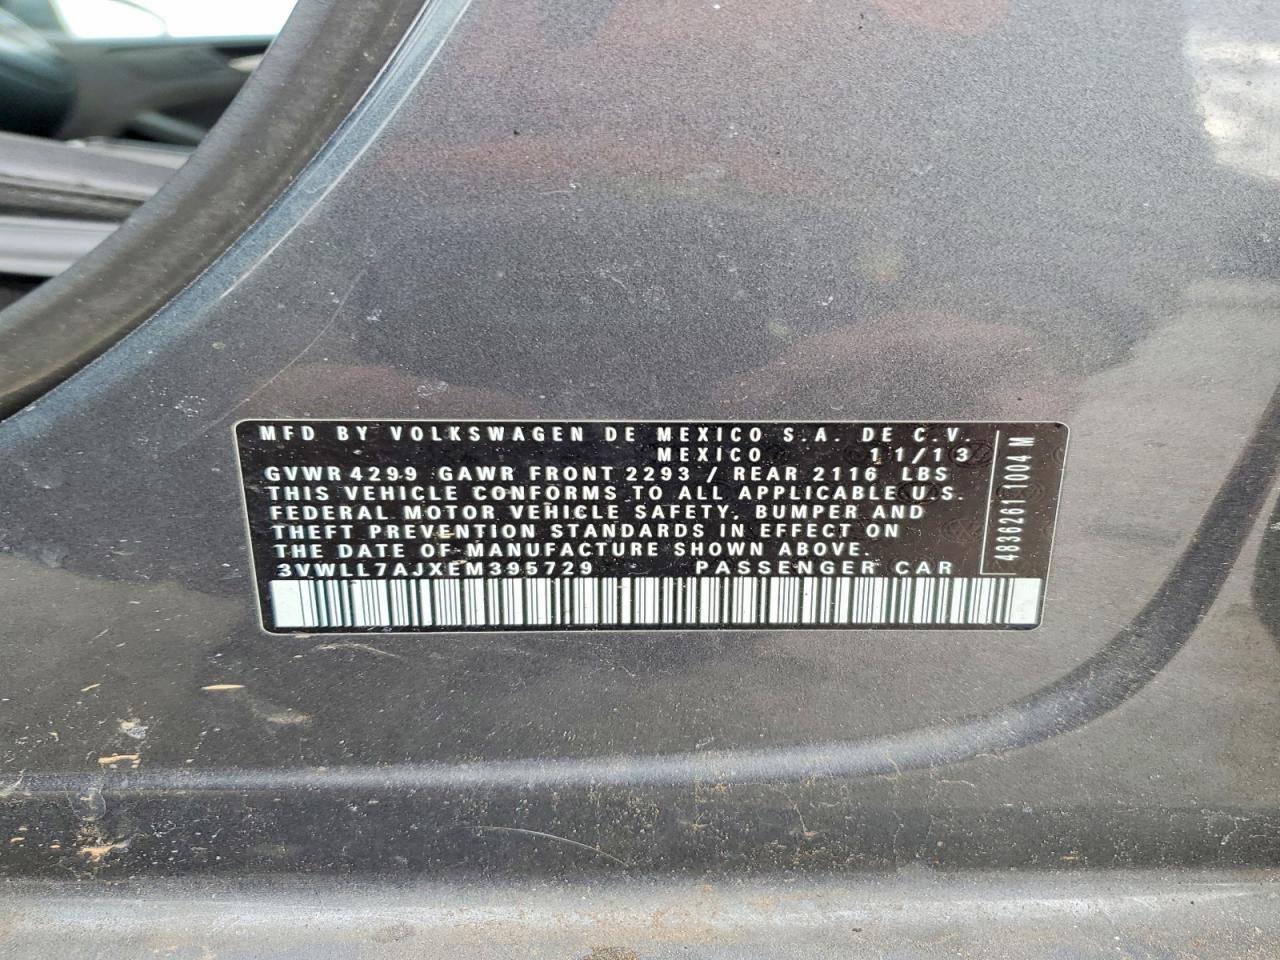 MFD BY VOLKSWAGEN DE MEXICO S.A. DE C.V.
MEXICO 11/13
GVWR 4299 GAWR FRONT 2293 / REAR 2116 LBS
THIS VEHICLE CONFORMS TO ALL APPLICABLE U.S.
FEDERAL MOTOR VEHICLE SAFETY, BUMPER AND
THEFT PREVENTION STANDARDS IN EFFECT ON
THE DATE OF MANUFACTURE SHOWN ABOVE.
3VWLL7AJXEM395729 PASSENGER CAR
4836261 1004 M